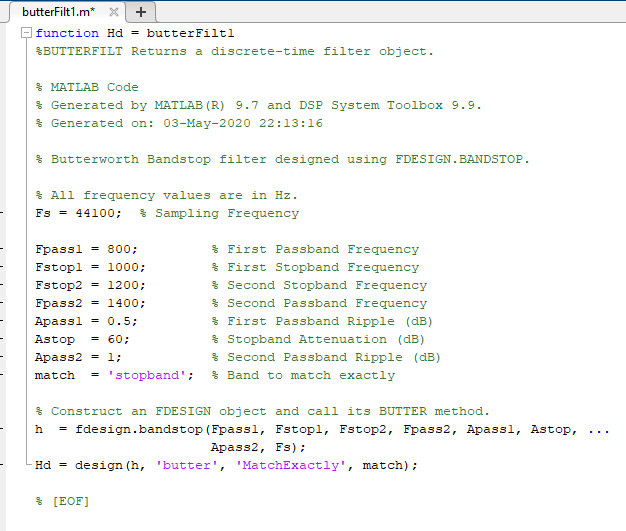 butterFilt1.m*
function Hd = butterFilt1
%BUTTERFILT Returns a discrete-time filter object.
% MATLAB Code
% Generated by MATLAB(R) 9.7 and DSP System Toolbox 9.9.
% Generated on: 03-May-2020 22:13:16
% Butterworth Bandstop filter designed using FDESIGN.BANDSTOP.
% All frequency values are in Hz.
Fs = 44100;  % Sampling Frequency
Fpass1 = 800;         % First Passband Frequency
Fstop1 = 1000;        % First Stopband Frequency
Fstop2 = 1200;        % Second Stopband Frequency
Fpass2 = 1400;        % Second Passband Frequency
Apass1 = 0.5;         % First Passband Ripple (dB)
Astop  = 60;          % Stopband Attenuation (dB)
Apass2 = 1;           % Second Passband Ripple (dB)
match  = 'stopband';  % Band to match exactly
% Construct an FDESIGN object and call its BUTTER method.
h  = fdesign.bandstop(Fpass1, Fstop1, Fstop2, Fpass2, Apass1, Astop, ...
                      Apass2, Fs);
Hd = design(h, 'butter', 'MatchExactly', match);
% [EOF]